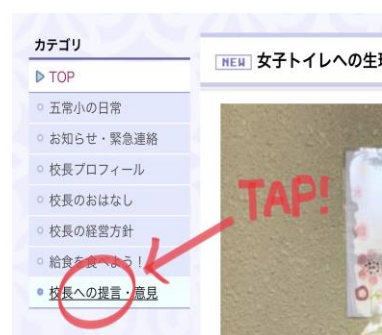 カテゴリ
TOP
五常小の日常
お知らせ・緊急連絡
校長プロフィール
校長のおはなし
校長の経営方針
給食を食べよう！
校長への提言・意見
NEW 女子トイレへの生
TAP!